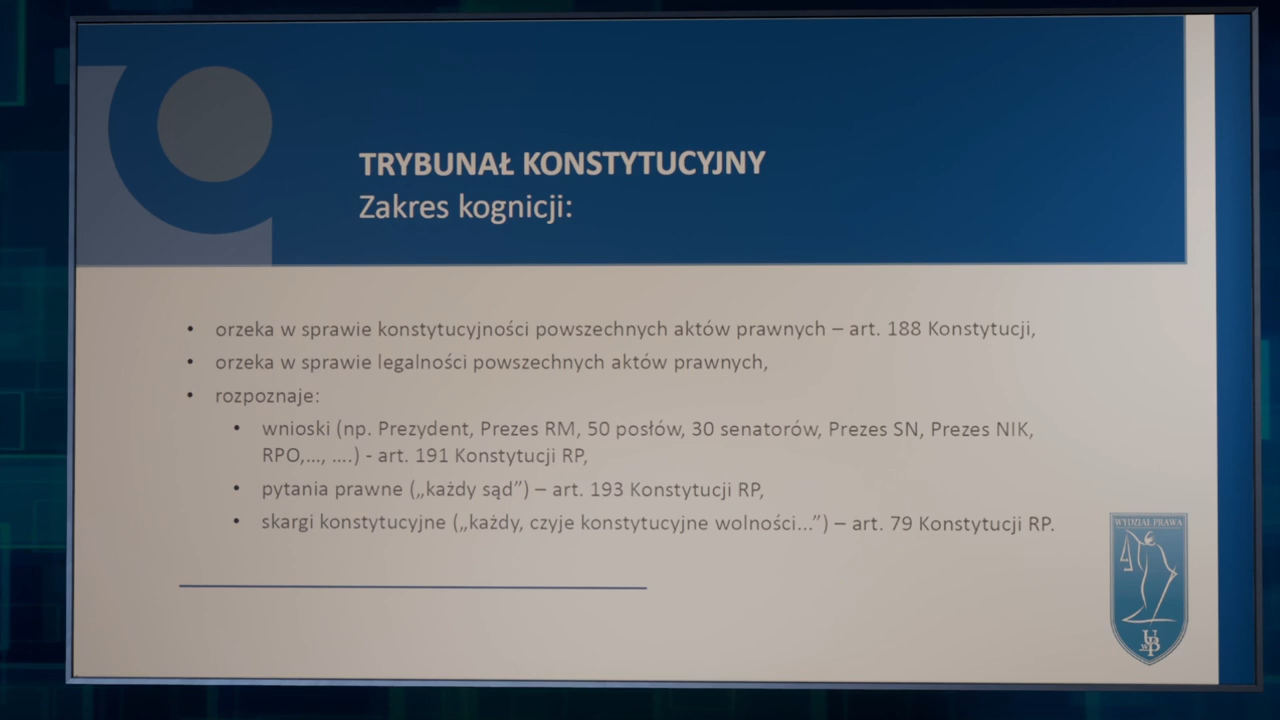 TRYBUNAŁ KONSTYTUCYJNY
Zakres kognicji:
• orzeka w sprawie konstytucyjności powszechnych aktów prawnych – art. 188 Konstytucji,
• orzeka w sprawie legalności powszechnych aktów prawnych,
• rozpoznaje:
• wnioski (np. Prezydent, Prezes RM, 50 posłów, 30 senatorów, Prezes SN, Prezes NIK,
RPO,..., ....) - art. 191 Konstytucji RP,
• pytania prawne („każdy sąd”) – art. 193 Konstytucji RP,
• skargi konstytucyjne („każdy, czyje konstytucyjne wolności...”) – art. 79 Konstytucji RP.
WYDZIAŁ PRAWA
UwB